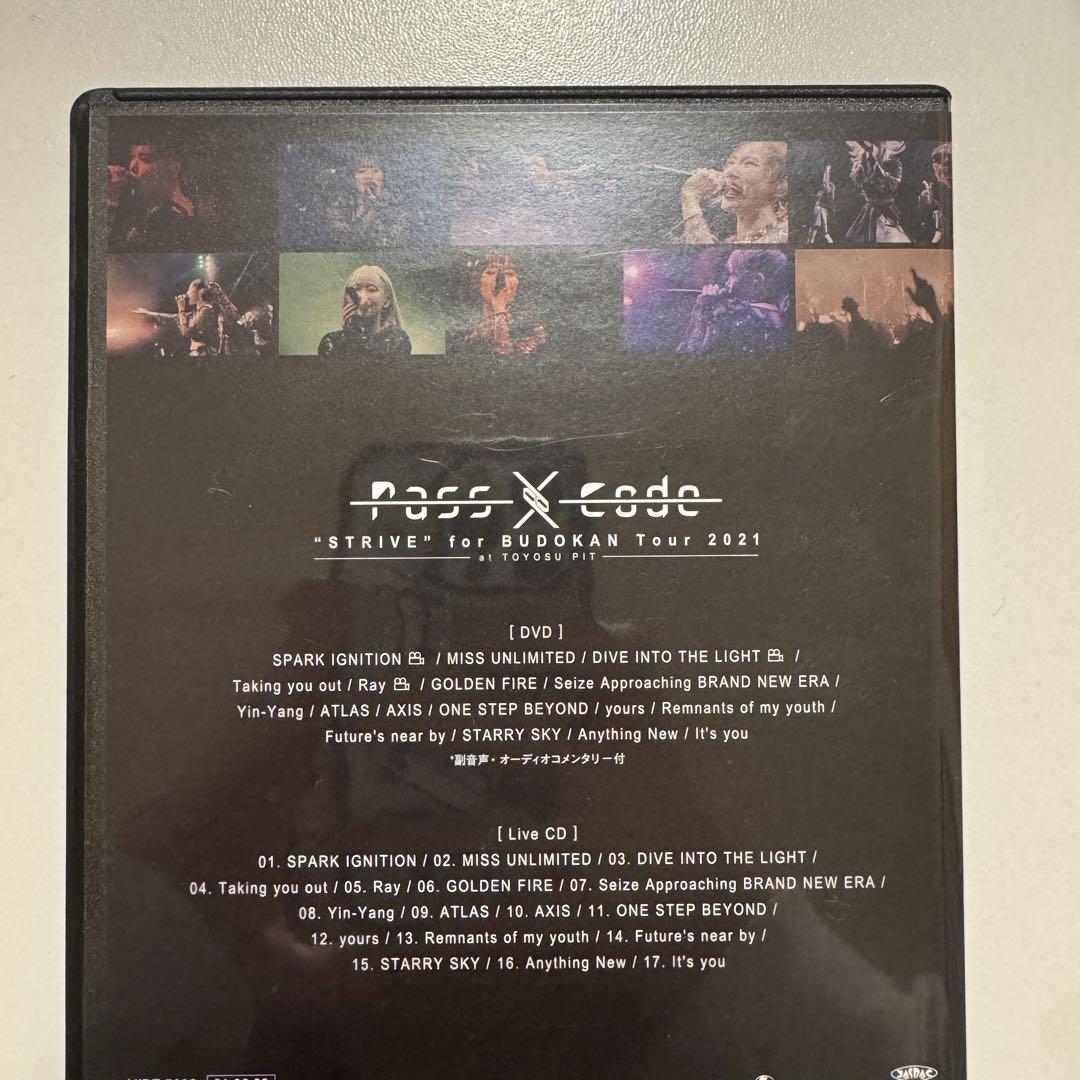 Pass Code
“STRIVE” for BUDOKAN Tour 2021
at TOYOSU PIT
[ DVD ]
SPARK IGNITION / MISS UNLIMITED / DIVE INTO THE LIGHT /
Taking you out / Ray / GOLDEN FIRE / Seize Approaching BRAND NEW ERA /
Yin-Yang / ATLAS / AXIS / ONE STEP BEYOND / yours / Remnants of my youth /
Future's near by / STARRY SKY / Anything New / It's you
*副音声・オーディオコメンタリー付
[ Live CD ]
01. SPARK IGNITION / 02. MISS UNLIMITED / 03. DIVE INTO THE LIGHT /
04. Taking you out / 05. Ray / 06. GOLDEN FIRE / 07. Seize Approaching BRAND NEW ERA /
08. Yin-Yang / 09. ATLAS / 10. AXIS / 11. ONE STEP BEYOND /
12. yours / 13. Remnants of my youth / 14. Future's near by /
15. STARRY SKY / 16. Anything New / 17. It's you
JASRAC